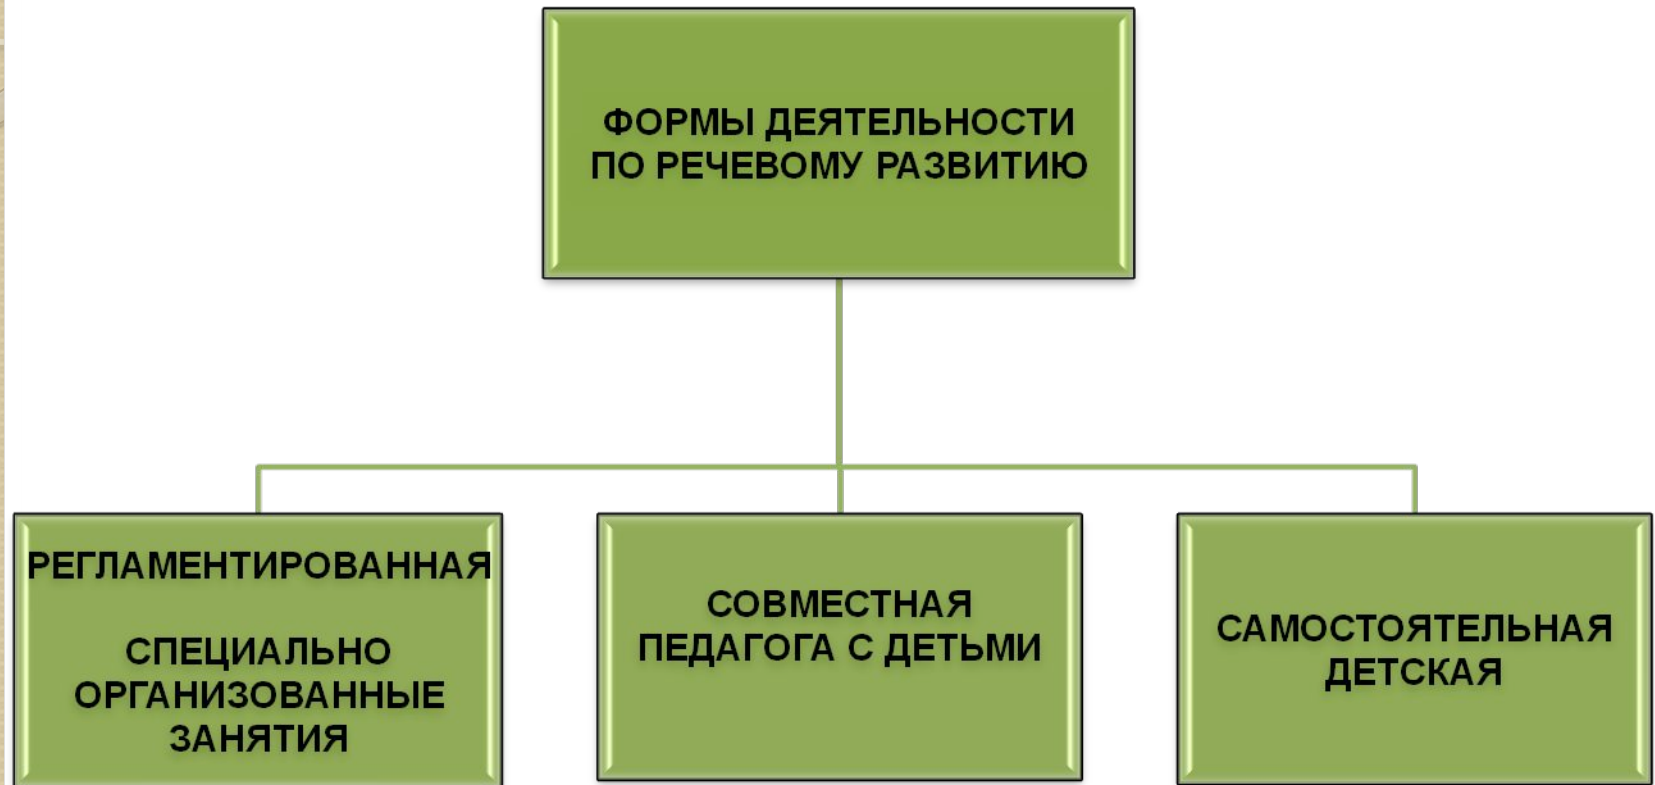 ФОРМЫ ДЕЯТЕЛЬНОСТИ
ПО РЕЧЕВОМУ РАЗВИТИЮ
РЕГЛАМЕНТИРОВАННАЯ
СПЕЦИАЛЬНО
ОРГАНИЗОВАННЫЕ
ЗАНЯТИЯ
СОВМЕСТНАЯ
ПЕДАГОГА С ДЕТЬМИ
САМОСТОЯТЕЛЬНАЯ
ДЕТСКАЯ